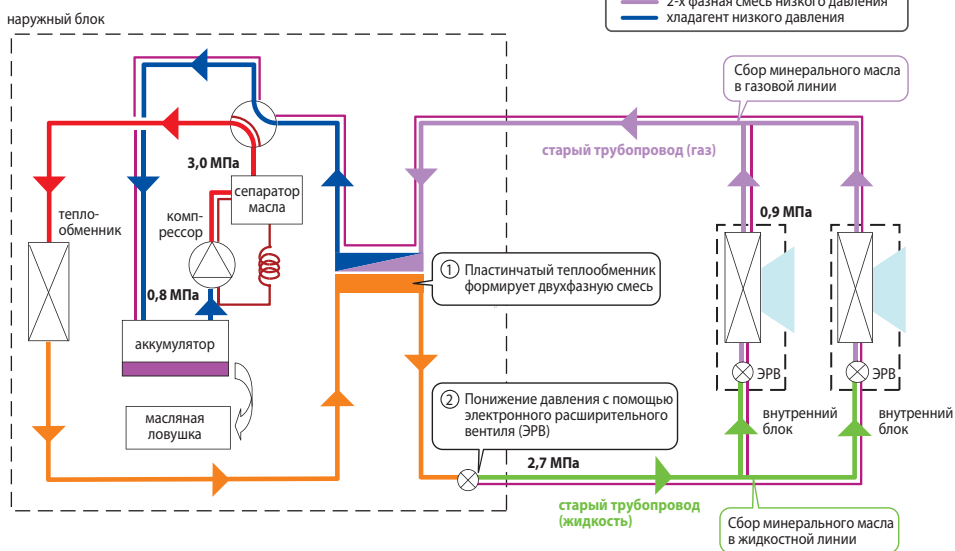 2-х фазная смесь низкого давления
хладагент низкого давления
наружный блок
Сбор минерального масла
в газовой линии
старый трубопровод (газ)
3,0 МПа
сепаратор
масла
тепло-
обменник
комп-
рессор
0,9 МПа
1 Пластинчатый теплообменник
формирует двухфазную смесь
0,8 МПа
аккумулятор
ЭРВ
ЭРВ
2 Понижение давления с помощью
электронного расширительного
вентиля (ЭРВ)
масляная
ловушка
внутренний
блок
внутренний
блок
2,7 МПа
старый трубопровод
(жидкость)
Сбор минерального масла
в жидкостной линии